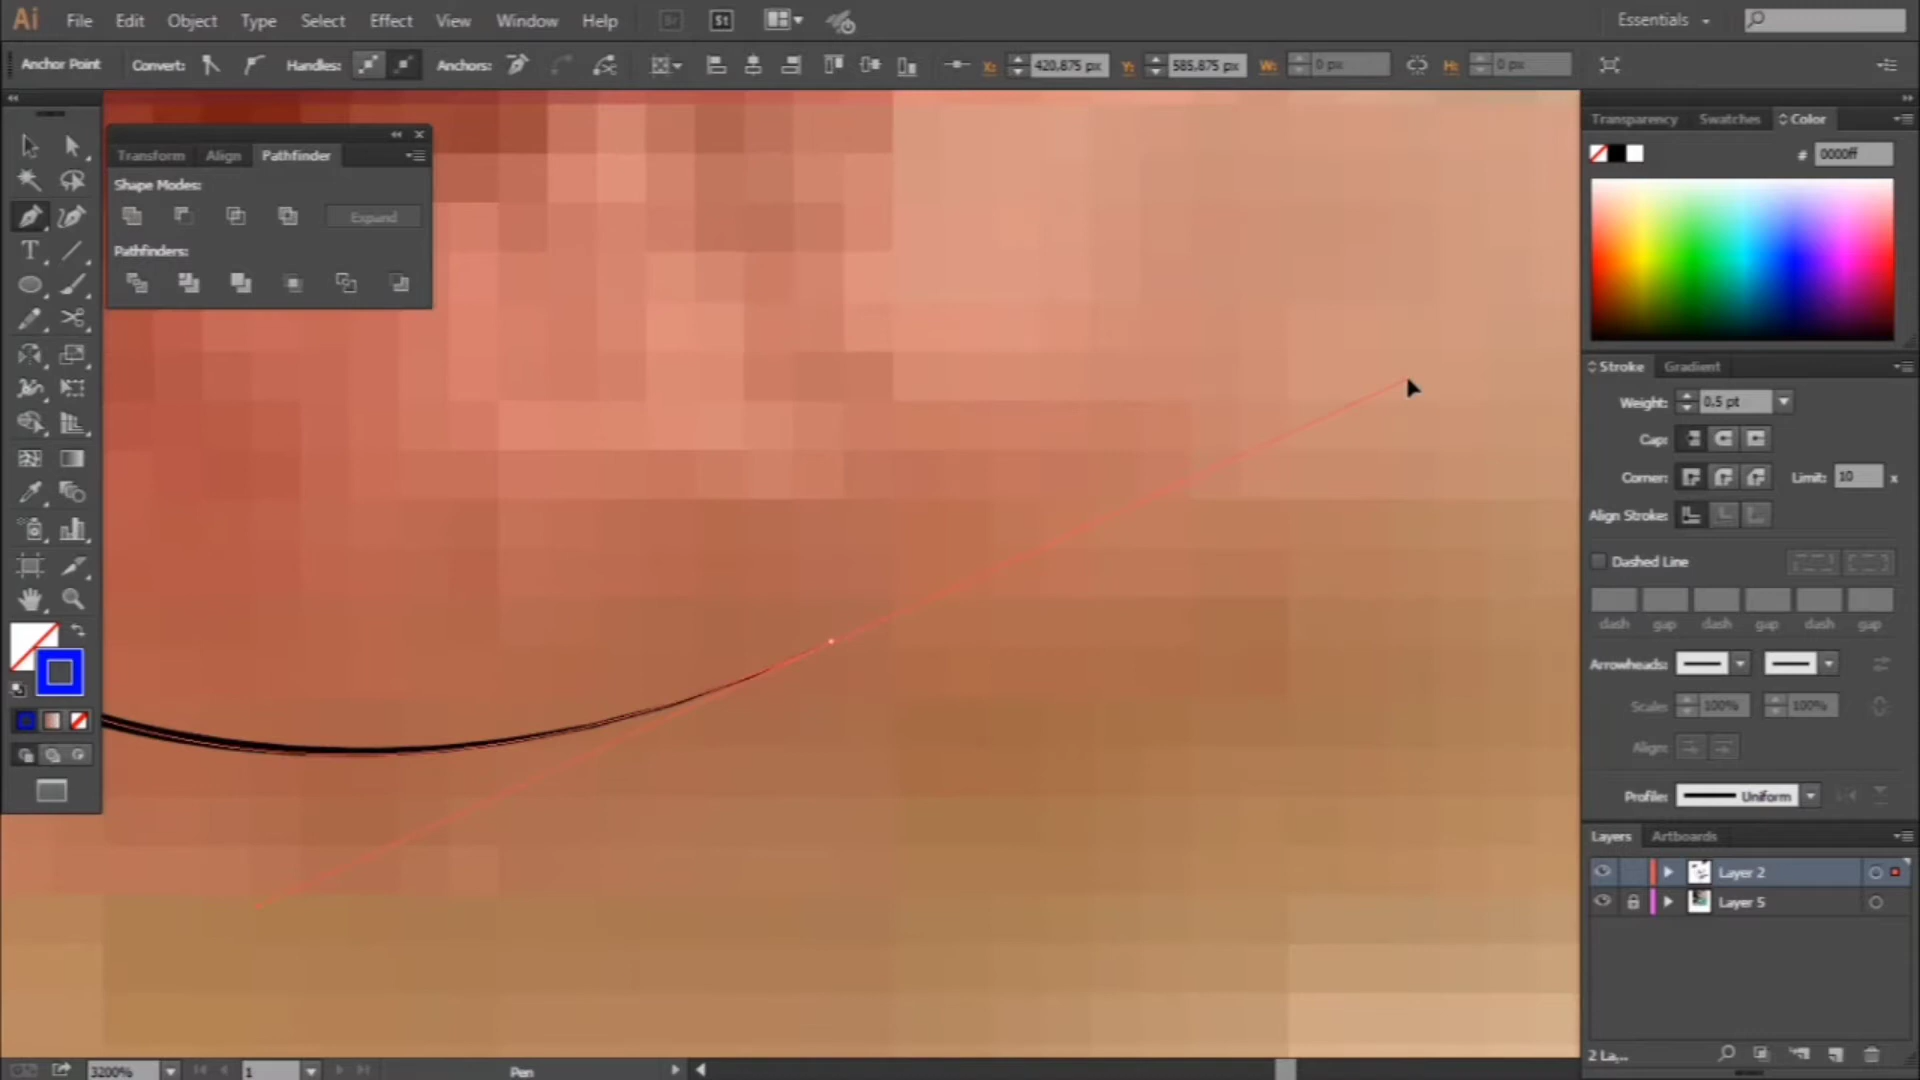 Ai File Edit Object Type Select Effect View Window Help Br St Essentials
Anchor Point Convert: Handles: Anchors: X: 420,875 px Y: 585,875 px W: 0 px H: 0 px
Transform Align Pathfinder
Shape Modes:
Expand
Pathfinders:
Transparency Swatches Color
# 0000ff
Stroke Gradient
Weight: 0,5 pt
Cap:
Corner: Limit: 10 x
Align Stroke:
Dashed Line
dash gap dash gap dash gap
Arrowheads:
Scale: 100% 100%
Align:
Profile: Uniform
Layers Artboards
Layer 2
Layer 5
2 La...
3200% 1 Pen